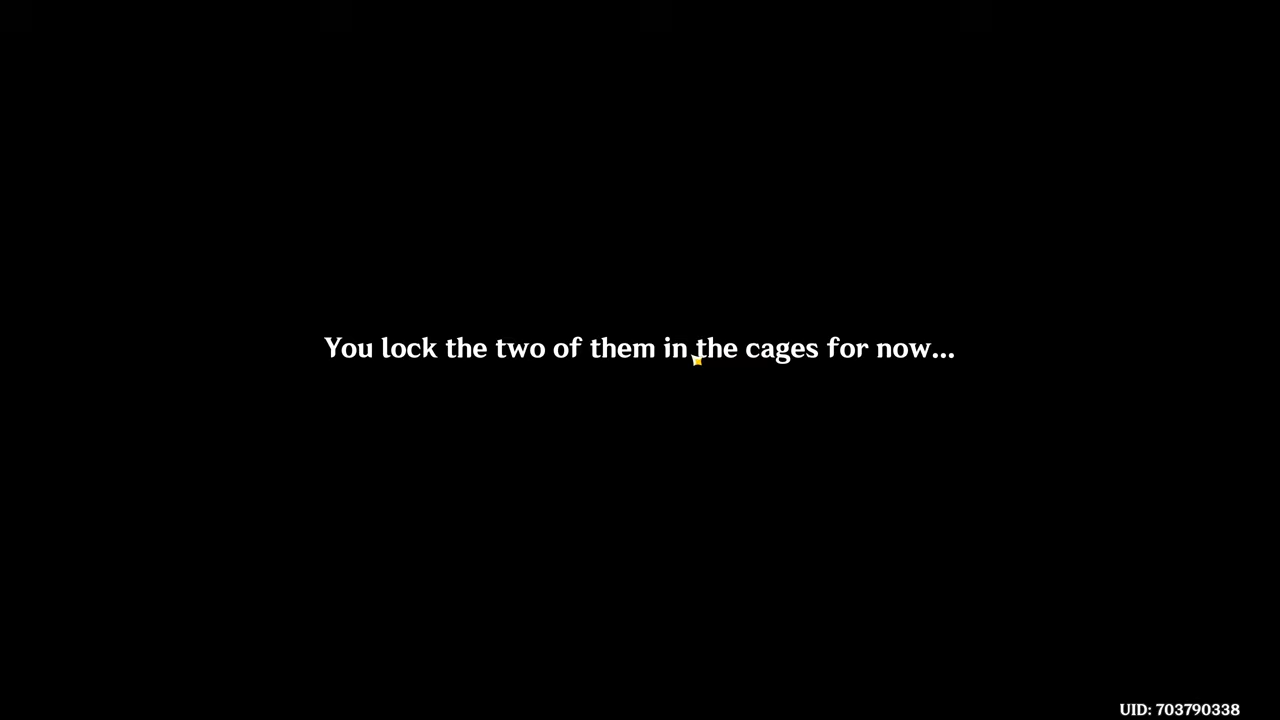 You lock the two of them in the cages for now...
UID: 703790338